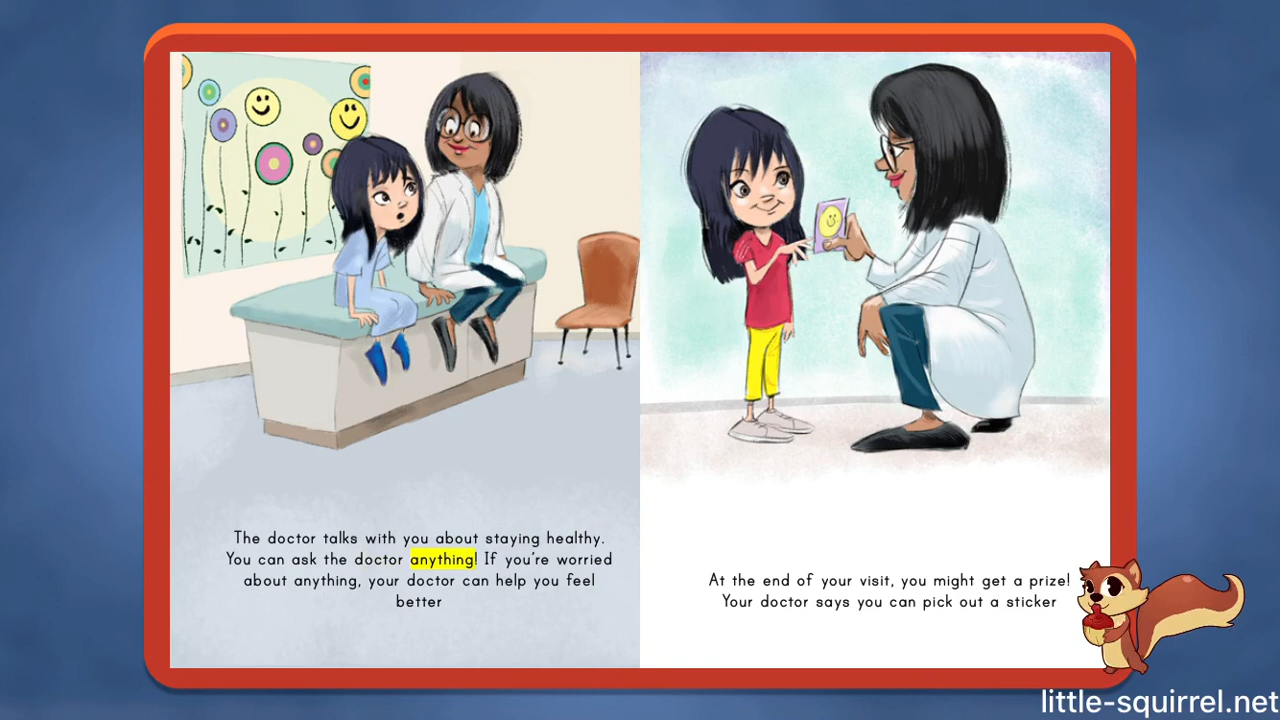 The doctor talks with you about staying healthy.
You can ask the doctor anything! If you're worried
about anything, your doctor can help you feel
better
At the end of your visit, you might get a prize!
Your doctor says you can pick out a sticker
little-squirrel.net